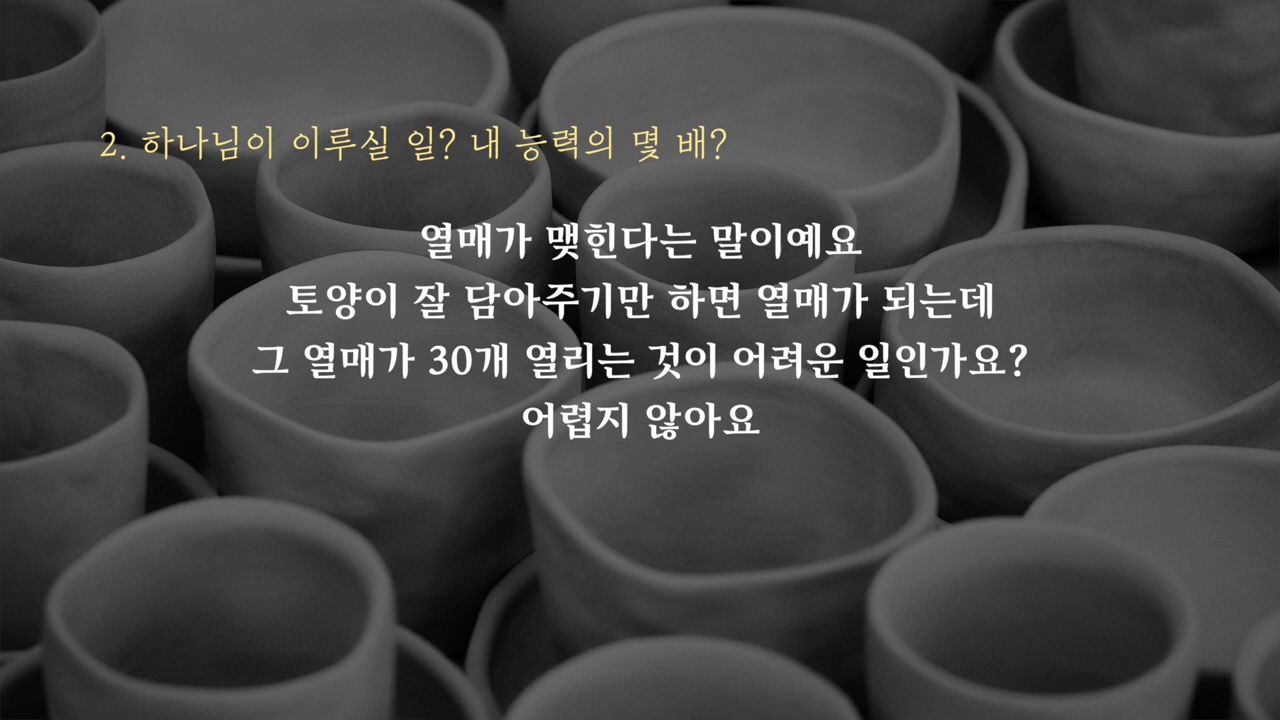 2. 하나님이 이루실 일? 내 능력의 몇 배?
열매가 맺힌다는 말이예요
토양이 잘 담아주기만 하면 열매가 되는데
그 열매가 30개 열리는 것이 어려운 일인가요?
어렵지 않아요